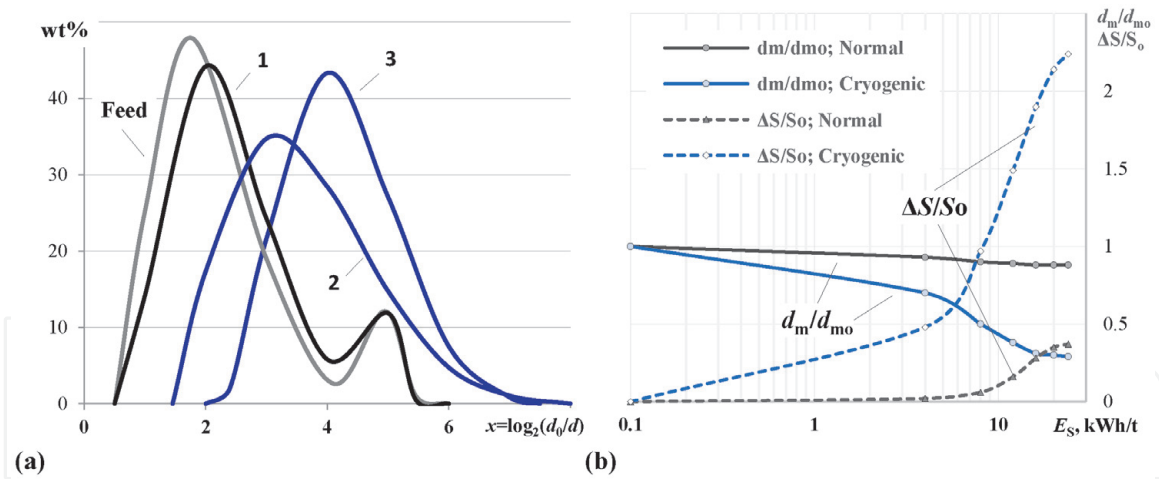 wt%
40
30
20
10
0
Feed
1
3
2
0
2
4
6
x=log₂(d₀/d)
(a)
dm/dmo; Normal
dm/dmo; Cryogenic
ΔS/So; Normal
ΔS/So; Cryogenic
dₘ/dₘₒ
ΔS/Sₒ
2
1.5
1
0.5
0
ΔS/So
dₘ/dₘₒ
0.1
1
10
E_S, kWh/t
(b)